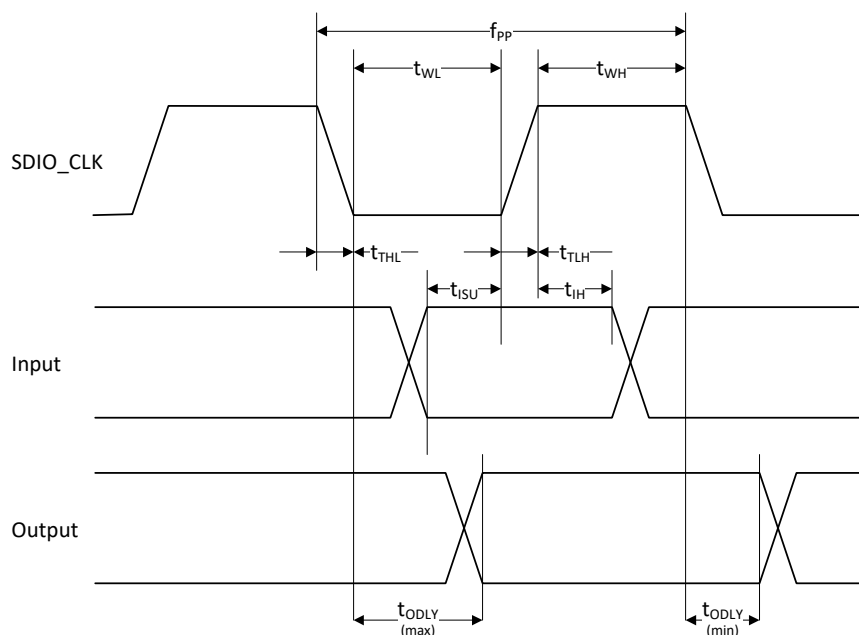 fPP
tWL
tWH
SDIO_CLK
tTHL
tTLH
tISU
tIH
Input
Output
tODLY
(max)
tODLY
(min)